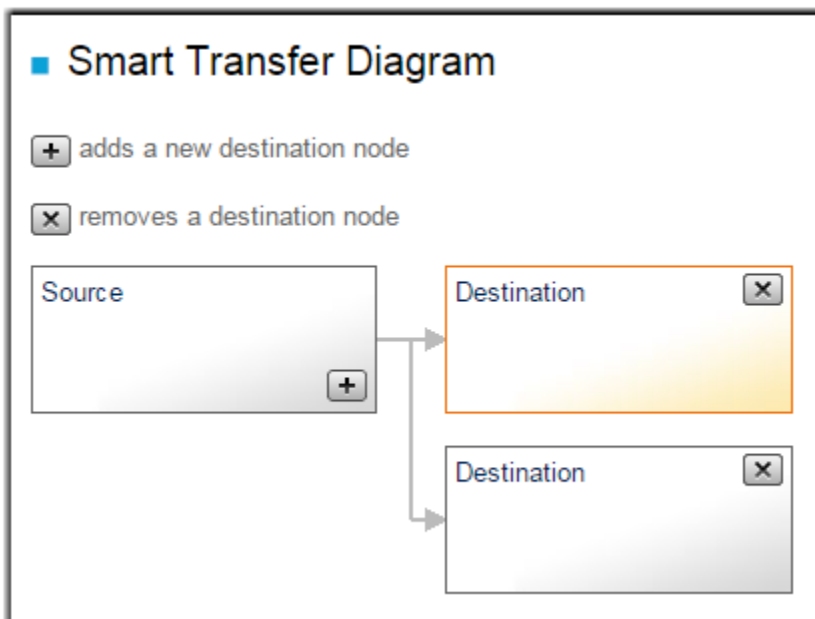 Smart Transfer Diagram
+ adds a new destination node
× removes a destination node
Source
+
Destination
×
Destination
×